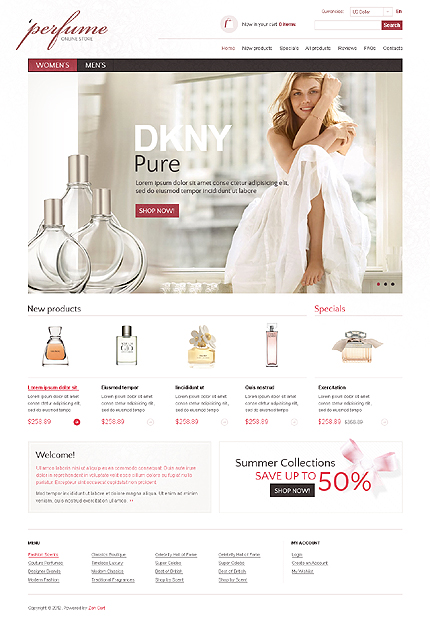 'perfume
ONLINE STORE
Currencies: US Dollar En
Now in your cart 0 items
Search
Home New products Specials All products Reviews FAQs Contacts
WOMEN'S MEN'S
DKNY
Pure
Lorem ipsum dolor sit amet conse ctetur adipisicing elit,
sed do eiusmod tempor incid dunt ut labore
SHOP NOW!
New products
Specials
Lorem ipsum dolor sit Eiusmod tempor Incididunt ut Quis nostrud Exercitation
Lorem ipsum dolor sit amet Lorem ipsum dolor sit amet Lorem ipsum dolor sit amet Lorem ipsum dolor sit amet Lorem ipsum dolor sit amet
conse ctetur adipisicing elit, conse ctetur adipisicing elit, conse ctetur adipisicing elit, conse ctetur adipisicing elit, conse ctetur adipisicing elit,
sed do eiusmod tempo sed do eiusmod tempo sed do eiusmod tempo sed do eiusmod tempo sed do eiusmod tempo
$258.89 $258.89 $258.89 $258.89 $258.89 $358.89
Welcome!
Ullamco laboris nisi ut aliquip ex ea commodo consequat. Duis aute irure
dolor in reprehenderit in voluptate velit esse cillum dolore eu fugiat nulla
pariatur. Excepteur sint occaecat cupidatat non proident.
Med tempor incididunt ut labore et dolore magna aliqua. Ut enim ad minim
veniam, quis nostrud exercitation ullamco.
Summer Collections
SAVE UP TO 50%
SHOP NOW!
MENU MY ACCOUNT
Fashion Scents Classics Boutique Celebrity Hall of Fame Celebrity Hall of Fame Login
Couture Perfumes Timeless Luxury Super Celebs Super Celebs Create an Account
Designer Brands Modern Classics Best of British Best of British My Wishlist
Modern Fashion Traditional Fragrances Shop by Scent Shop by Scent
Copyright © 2012. Powered by Zen Cart